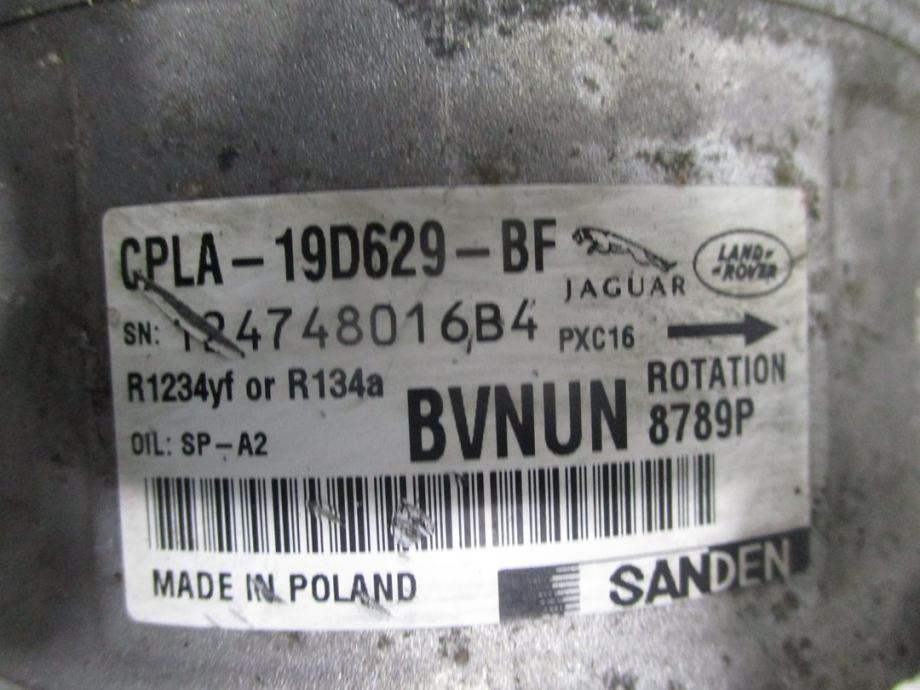 CPLA-19D629-BF
JAGUAR
LAND-
-ROVER
SN: 124748016B4
PXC16
R1234yf or R134a
ROTATION
OIL: SP-A2
BVNUN
8789P
MADE IN POLAND
SANDEN